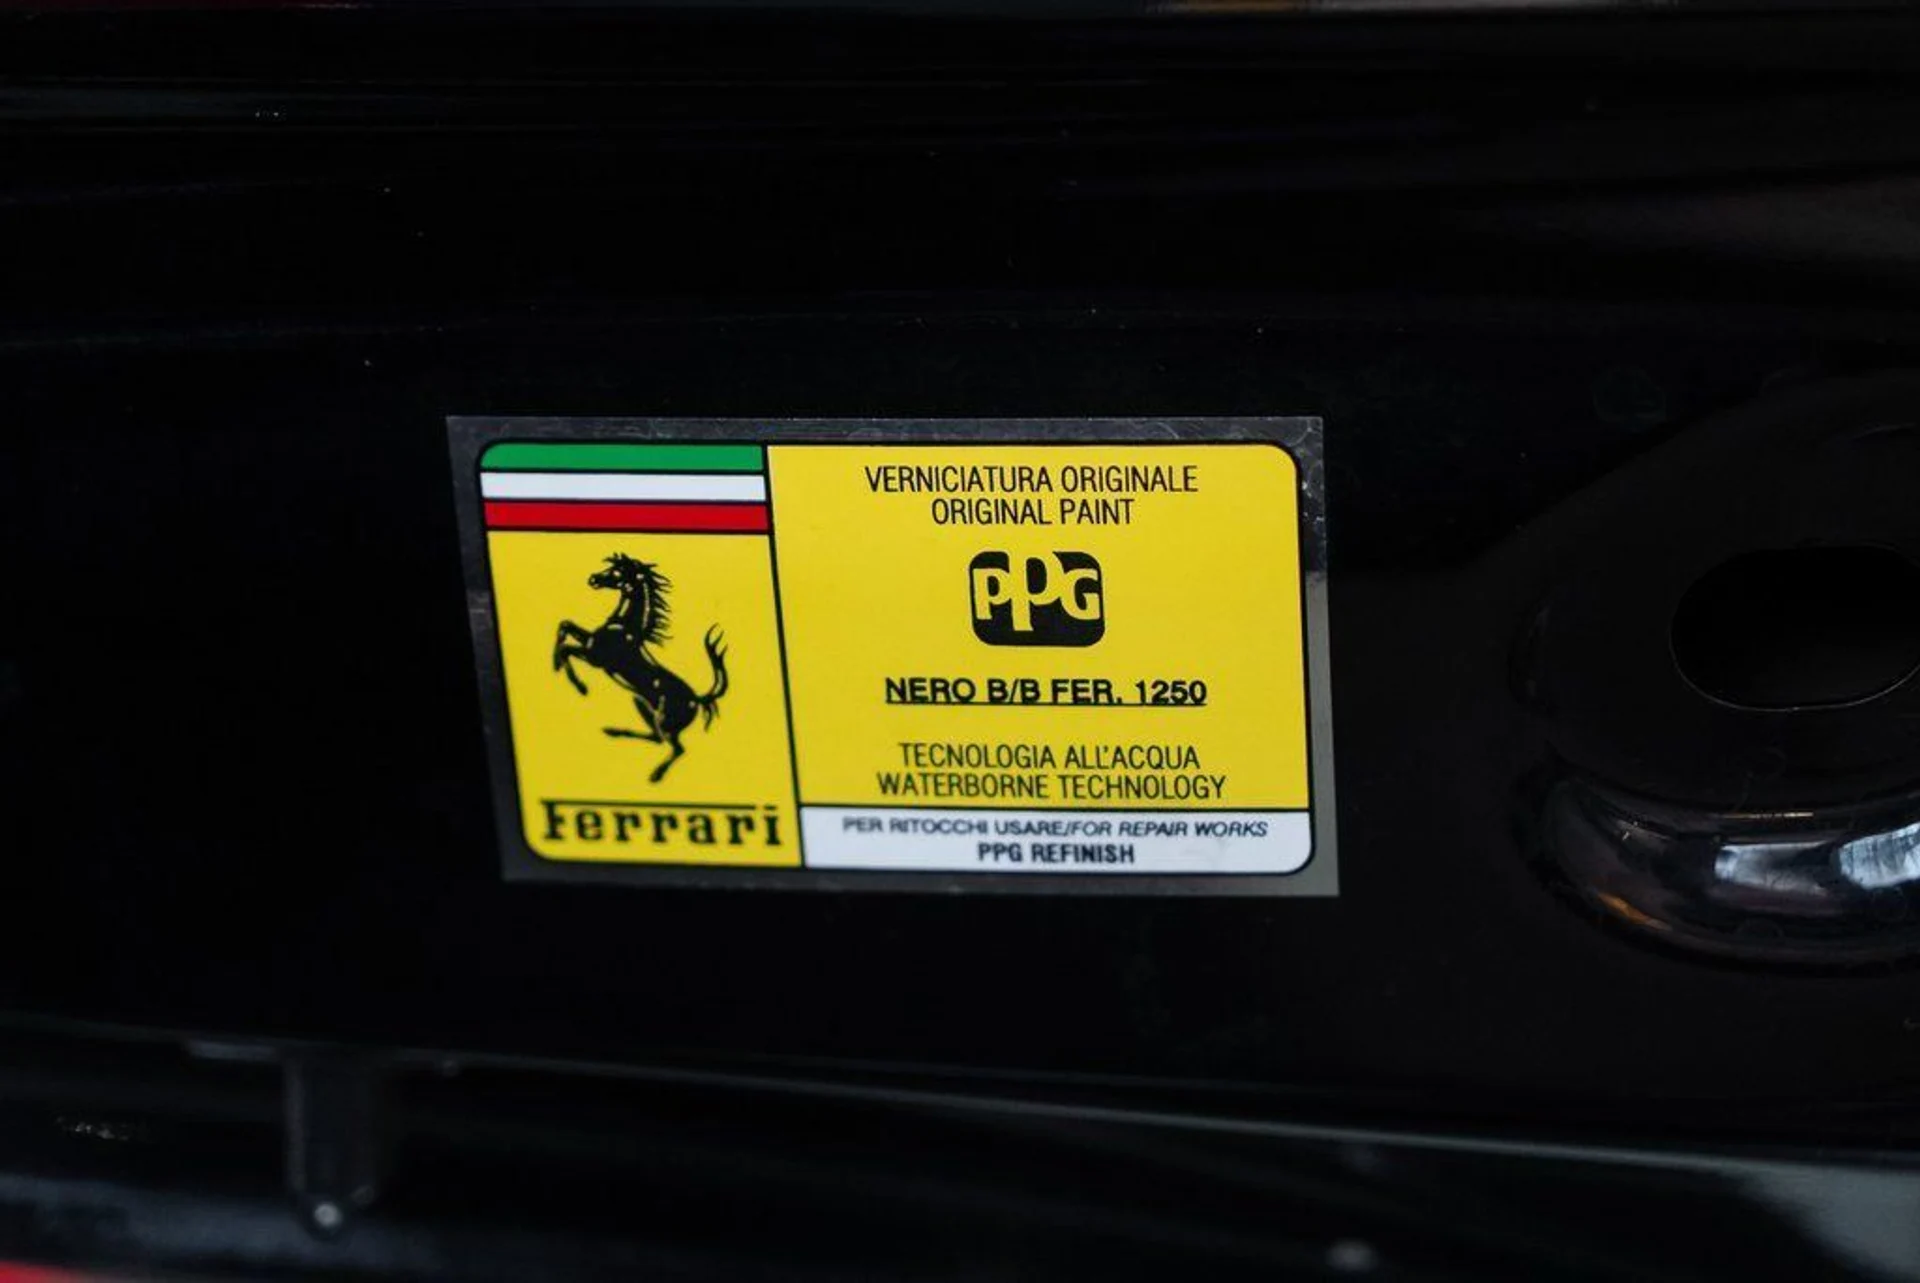 VERNICIATURA ORIGINALE
ORIGINAL PAINT
PPG
NERO B/B FER. 1250
TECNOLOGIA ALL'ACQUA
WATERBORNE TECHNOLOGY
Ferrari
PER RITOCCHI USARE/FOR REPAIR WORKS
PPG REFINISH